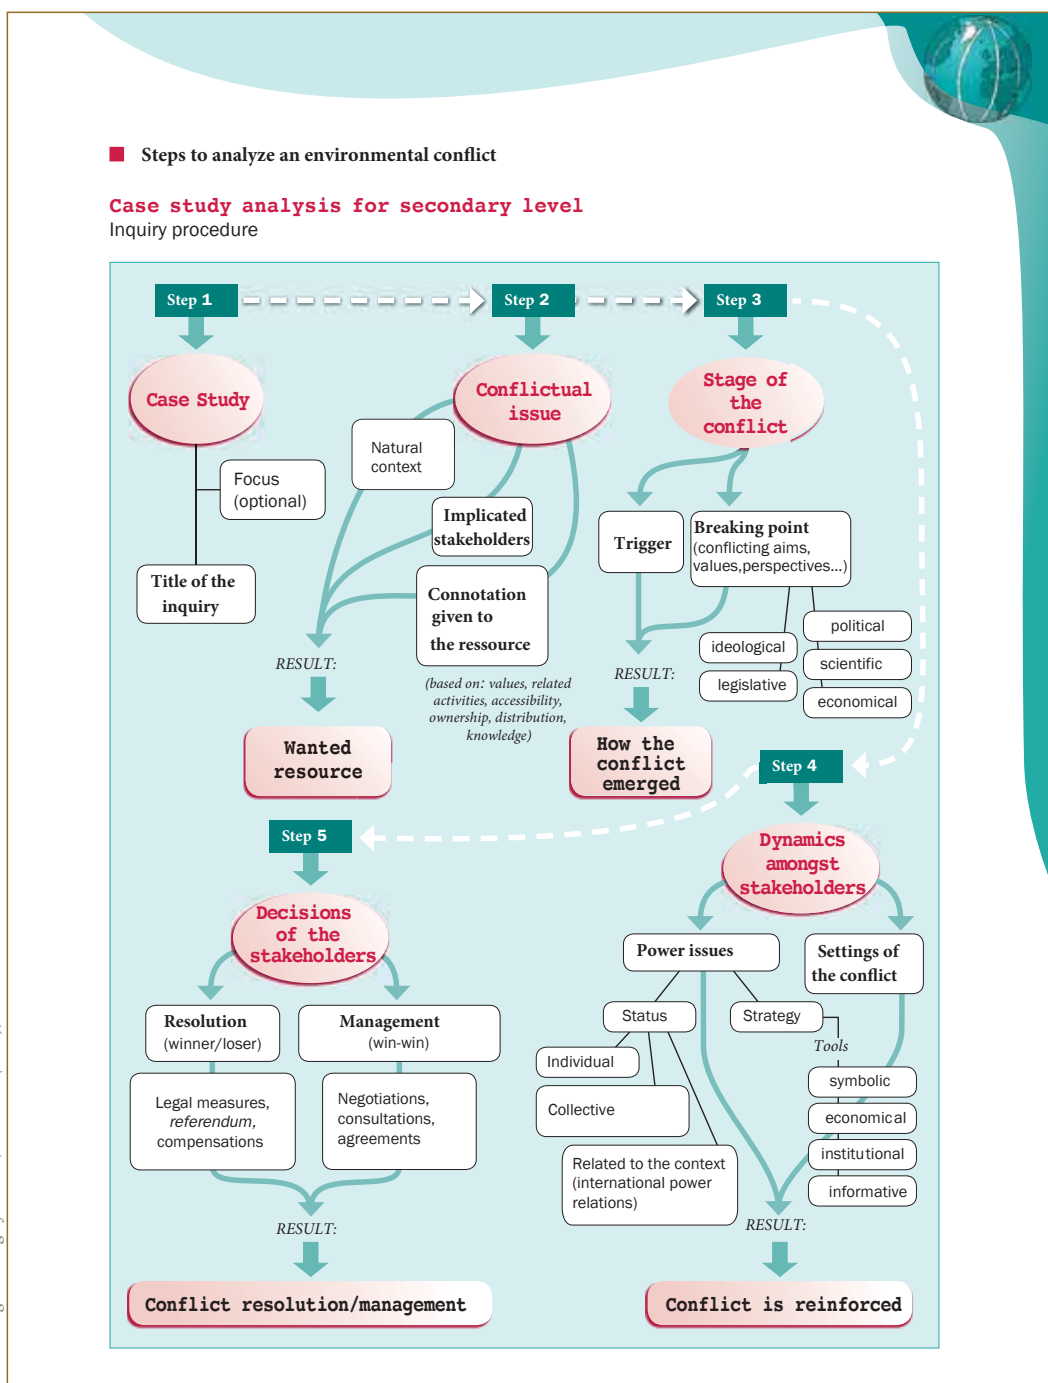 Steps to analyze an environmental conflict
Case study analysis for secondary level
Inquiry procedure
Step 1
Step 2
Step 3
Case Study
Conflictual
issue
Stage of
the
conflict
Focus
(optional)
Title of the
inquiry
Natural
context
Implicated
stakeholders
Connotation
given to
the ressource
(based on: values, related
activities, accessibility,
ownership, distribution,
knowledge)
RESULT:
Wanted
resource
Trigger
Breaking point
(conflicting aims,
values,perspectives...)
ideological
legislative
political
scientific
economical
RESULT:
How the
conflict
emerged
Step 4
Dynamics
amongst
stakeholders
Power issues
Settings of
the conflict
Status
Strategy
Tools
Individual
Collective
Related to the context
(international power
relations)
symbolic
economical
institutional
informative
RESULT:
Conflict is reinforced
Step 5
Decisions
of the
stakeholders
Resolution
(winner/loser)
Management
(win-win)
Legal measures,
referendum,
compensations
Negotiations,
consultations,
agreements
RESULT:
Conflict resolution/management